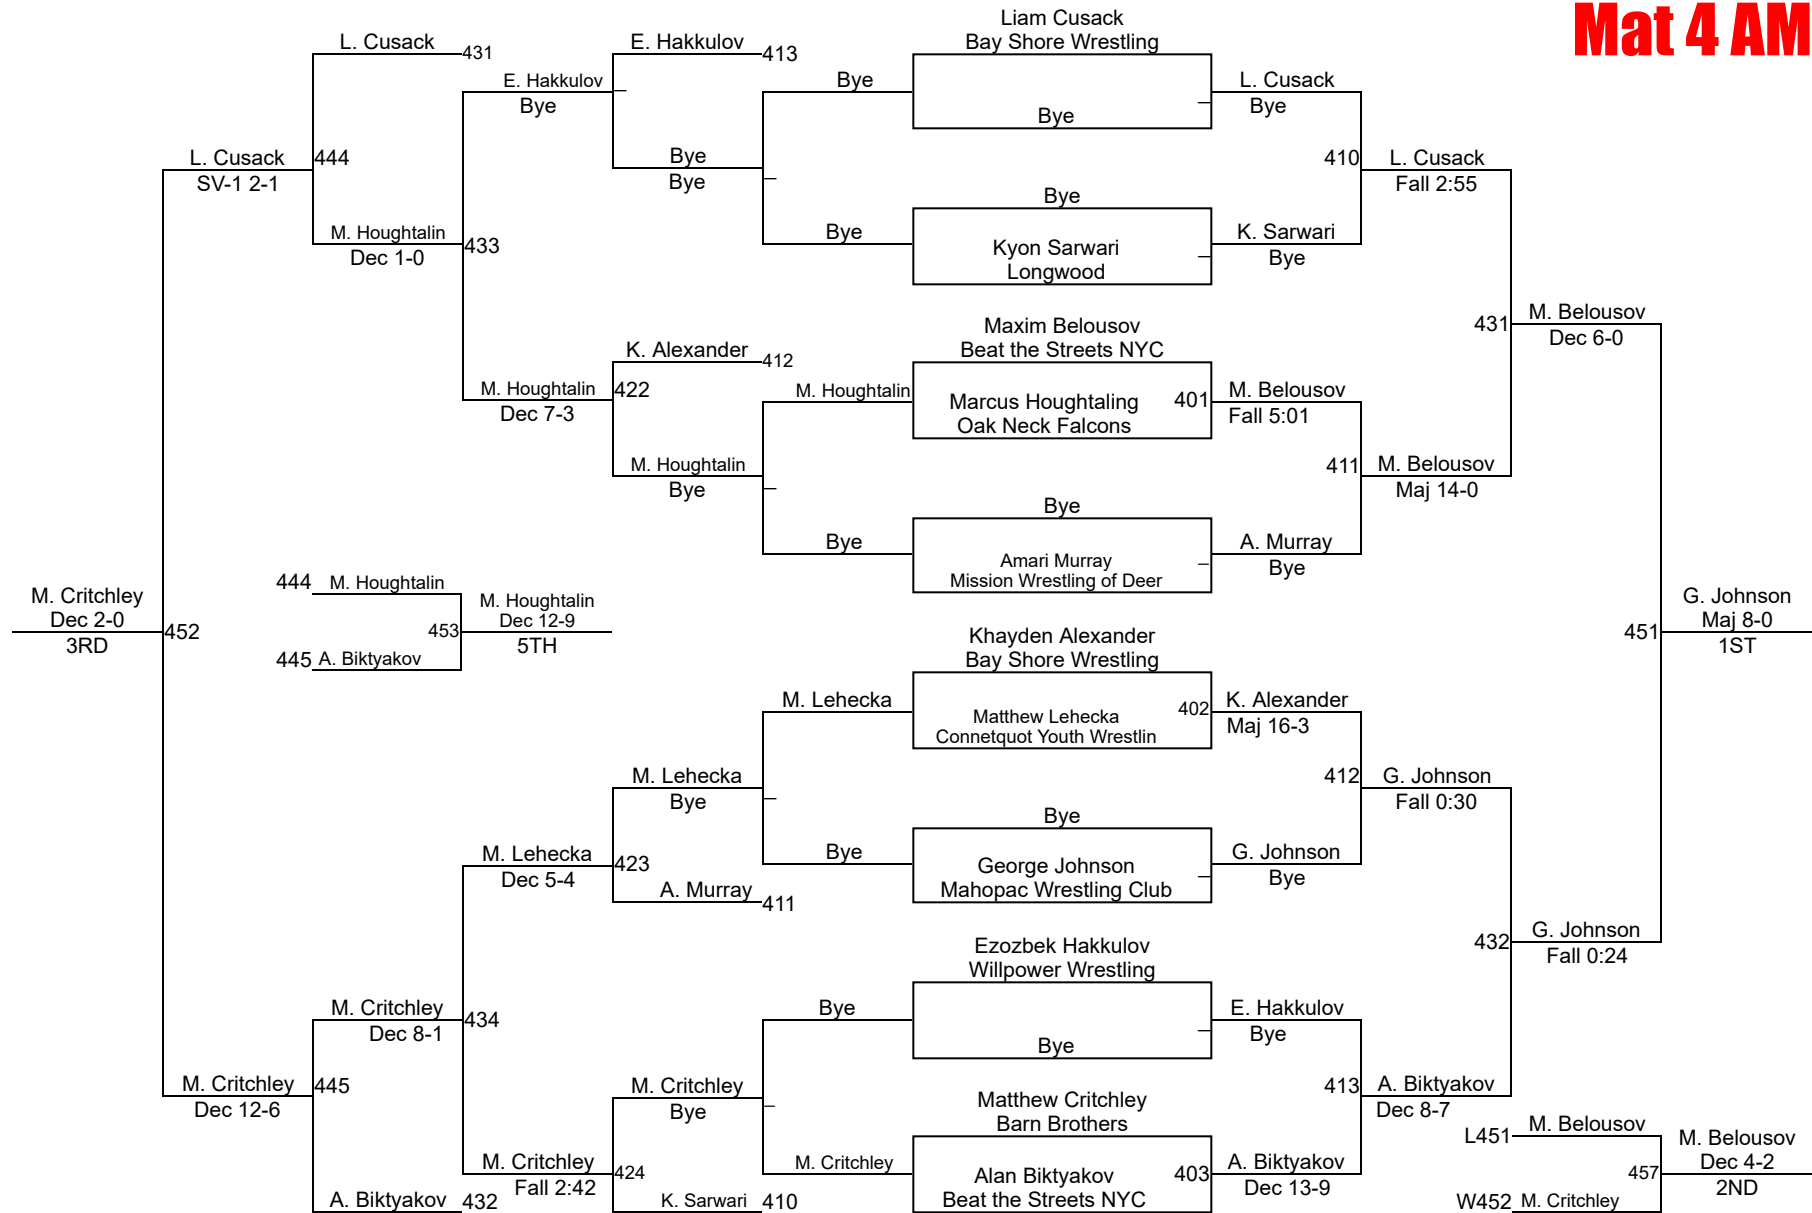 Mat 4 AM
Liam Cusack
Bay Shore Wrestling
L. Cusack
431
E. Hakkulov
413
E. Hakkulov
Bye
Bye
Bye
L. Cusack
Bye
L. Cusack
SV-1 2-1
444
Bye
Bye
410
L. Cusack
Fall 2:55
M. Houghtalin
Dec 1-0
433
Bye
Bye
Kyon Sarwari
Longwood
K. Sarwari
Bye
Maxim Belousov
Beat the Streets NYC
431
M. Belousov
Dec 6-0
K. Alexander
412
M. Houghtalin
Dec 7-3
422
M. Houghtalin
Marcus Houghtaling
Oak Neck Falcons
401
M. Belousov
Fall 5:01
M. Houghtalin
Bye
411
M. Belousov
Maj 14-0
Bye
Bye
Amari Murray
Mission Wrestling of Deer
A. Murray
Bye
M. Critchley
Dec 2-0
3RD
452
444
M. Houghtalin
453
445
A. Biktyakov
M. Houghtalin
Dec 12-9
5TH
451
G. Johnson
Maj 8-0
1ST
Khayden Alexander
Bay Shore Wrestling
M. Lehecka
Matthew Lehecka
Connetquot Youth Wrestlin
402
K. Alexander
Maj 16-3
M. Lehecka
Bye
412
G. Johnson
Fall 0:30
M. Lehecka
Dec 5-4
423
A. Murray
411
Bye
Bye
George Johnson
Mahopac Wrestling Club
G. Johnson
Bye
432
G. Johnson
Fall 0:24
Ezozbek Hakkulov
Willpower Wrestling
M. Critchley
Dec 8-1
434
Bye
Bye
E. Hakkulov
Bye
M. Critchley
Dec 12-6
445
M. Critchley
Bye
Matthew Critchley
Barn Brothers
413
A. Biktyakov
Dec 8-7
M. Critchley
Fall 2:42
424
M. Critchley
Alan Biktyakov
Beat the Streets NYC
403
A. Biktyakov
Dec 13-9
A. Biktyakov
432
K. Sarwari
410
L451
M. Belousov
457
W452
M. Critchley
M. Belousov
Dec 4-2
2ND